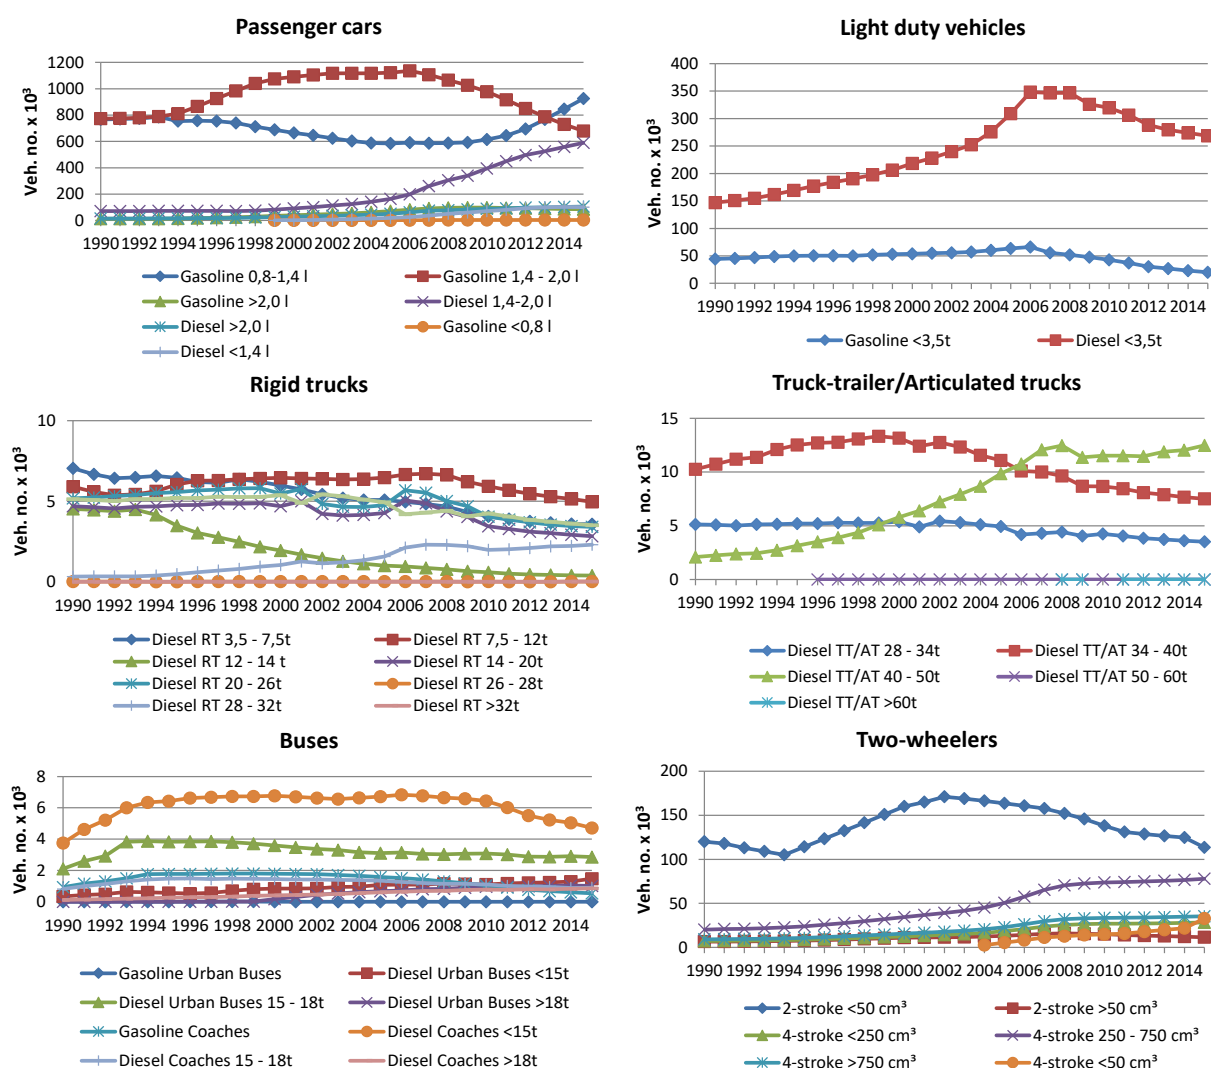 Passenger cars
Veh. no. x 10³
1200
1000
800
600
400
200
0
1990 1992 1994 1996 1998 2000 2002 2004 2006 2008 2010 2012 2014
Gasoline 0,8-1,4 l
Gasoline 1,4 - 2,0 l
Gasoline >2,0 l
Diesel 1,4-2,0 l
Diesel >2,0 l
Gasoline <0,8 l
Diesel <1,4 l
Light duty vehicles
Veh. no. x 10³
400
350
300
250
200
150
100
50
0
1990 1992 1994 1996 1998 2000 2002 2004 2006 2008 2010 2012 2014
Gasoline <3,5t
Diesel <3,5t
Rigid trucks
Veh. no. x 10³
10
5
0
1990 1992 1994 1996 1998 2000 2002 2004 2006 2008 2010 2012 2014
Diesel RT 3,5 - 7,5t
Diesel RT 7,5 - 12t
Diesel RT 12 - 14 t
Diesel RT 14 - 20t
Diesel RT 20 - 26t
Diesel RT 26 - 28t
Diesel RT 28 - 32t
Diesel RT >32t
Truck-trailer/Articulated trucks
Veh. no. x 10³
15
10
5
0
1990 1992 1994 1996 1998 2000 2002 2004 2006 2008 2010 2012 2014
Diesel TT/AT 28 - 34t
Diesel TT/AT 34 - 40t
Diesel TT/AT 40 - 50t
Diesel TT/AT 50 - 60t
Diesel TT/AT >60t
Buses
Veh. no. x 10³
8
6
4
2
0
1990 1992 1994 1996 1998 2000 2002 2004 2006 2008 2010 2012 2014
Gasoline Urban Buses
Diesel Urban Buses <15t
Diesel Urban Buses 15 - 18t
Diesel Urban Buses >18t
Gasoline Coaches
Diesel Coaches <15t
Diesel Coaches 15 - 18t
Diesel Coaches >18t
Two-wheelers
Veh. no. x 10³
200
150
100
50
0
1990 1992 1994 1996 1998 2000 2002 2004 2006 2008 2010 2012 2014
2-stroke <50 cm³
2-stroke >50 cm³
4-stroke <250 cm³
4-stroke 250 - 750 cm³
4-stroke >750 cm³
4-stroke <50 cm³